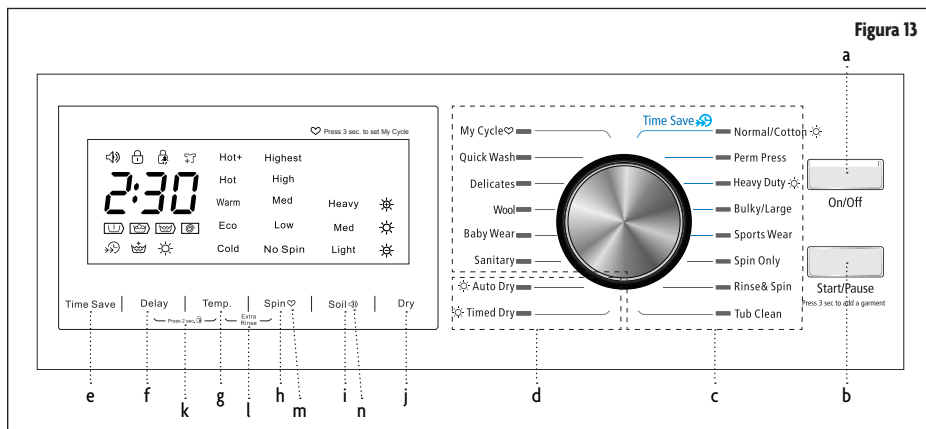 Figura 13
a
♡ Press 3 sec. to set My Cycle
Hot+ Highest
2:30
Hot High
Warm Med Heavy
Eco Low Med
Cold No Spin Light
Time Save Delay Temp. Spin♡ Soil Dry
Press 2 sec.
Extra
Rinse
Time Save
My Cycle♡
Quick Wash
Delicates
Wool
Baby Wear
Sanitary
Auto Dry
Timed Dry
Normal/Cotton
Perm Press
Heavy Duty
Bulky/Large
Sports Wear
Spin Only
Rinse& Spin
Tub Clean
I
On/Off
Start/Pause
Press 3 sec to add a garment
e f k g l h m i n j d c b